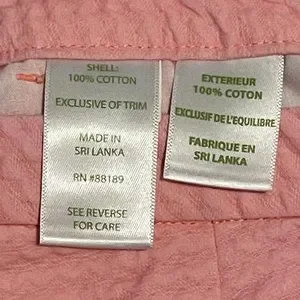 SHELL:
100% COTTON
EXCLUSIVE OF TRIM
MADE IN
SRI LANKA
RN #88189
SEE REVERSE
FOR CARE
EXTERIEUR
100% COTON
EXCLUSIF DE L'EQUILIBRE
FABRIQUE EN
SRI LANKA